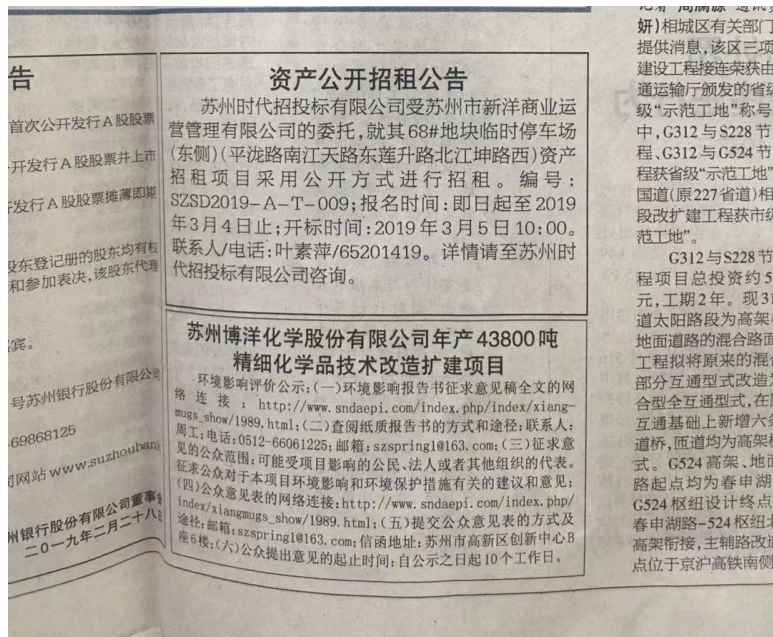 告
首次公开发行A股股票
开发行A股股票并上市
开发行A股股票摊薄即期
股东登记册的股东均有权
和参加表决,该股东代理
嘉宾。
号苏州银行股份有限公司
-69868125
司网站www.suzhouban
州银行股份有限公司董事会
二〇一九年二月二十八日
资产公开招租公告
苏州时代招投标有限公司受苏州市新洋商业运
营管理有限公司的委托,就其68#地块临时停车场
(东侧)(平泷路南江天路东莲升路北江坤路西)资产
招租项目采用公开方式进行招租。编号:
SZSD2019-A-T-009;报名时间:即日起至2019
年3月4日止;开标时间:2019年3月5日10:00。
联系人/电话:叶素萍/65201419。详情请至苏州时
代招投标有限公司咨询。
苏州博洋化学股份有限公司年产43800吨
精细化学品技术改造扩建项目
环境影响评价公示:(一)环境影响报告书征求意见稿全文的网
络连接:http://www.sndaepi.com/index.php/index/xiang-
mugs_show/1989.html;(二)查阅纸质报告书的方式和途径:联系人:
周工;电话:0512-66061225;邮箱:szspring1@163.com;(三)征求意
见的公众范围:可能受项目影响的公民、法人或者其他组织的代表。
征求公众对于本项目环境影响和环境保护措施有关的建议和意见;
(四)公众意见表的网络连接:http://www.sndaepi.com/index.php/
index/xiangmugs_show/1989.html;(五)提交公众意见表的方式及
途径:邮箱:szspring1@163.com;信函地址:苏州市高新区创新中心B
座6楼;(六)公众提出意见的起止时间:自公示之日起10个工作日。
妍)相城区有关部门
提供消息,该区三项
建设工程接连荣获由
通运输厅颁发的省级
级“示范工地”称号
中,G312与S228节
程、G312与G524节
程获省级“示范工地”
国道(原227省道)相
段改扩建工程获市级
范工地”。
G312与S228节
程项目总投资约5
元,工期2年。现31
道太阳路段为高架
地面道路的混合路面
工程拟将原来的混合
部分互通型式改造为
合型全互通型式,在
互通基础上新增六条
道桥,匝道均为高架
式。G524高架、地面
路起点均为春申湖
G524枢纽设计终点
春申湖路-524枢纽北
高架衔接,主辅路改造
点位于京沪高铁南侧